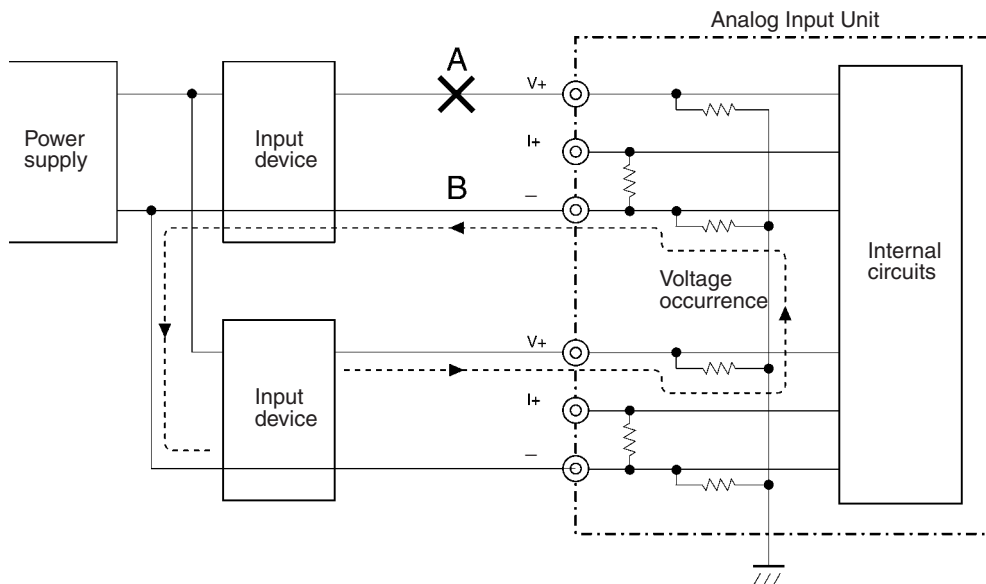 Analog Input Unit
A
V+
Power
supply
Input
device
I+
B
−
Internal
circuits
Voltage
occurrence
V+
Input
device
I+
−